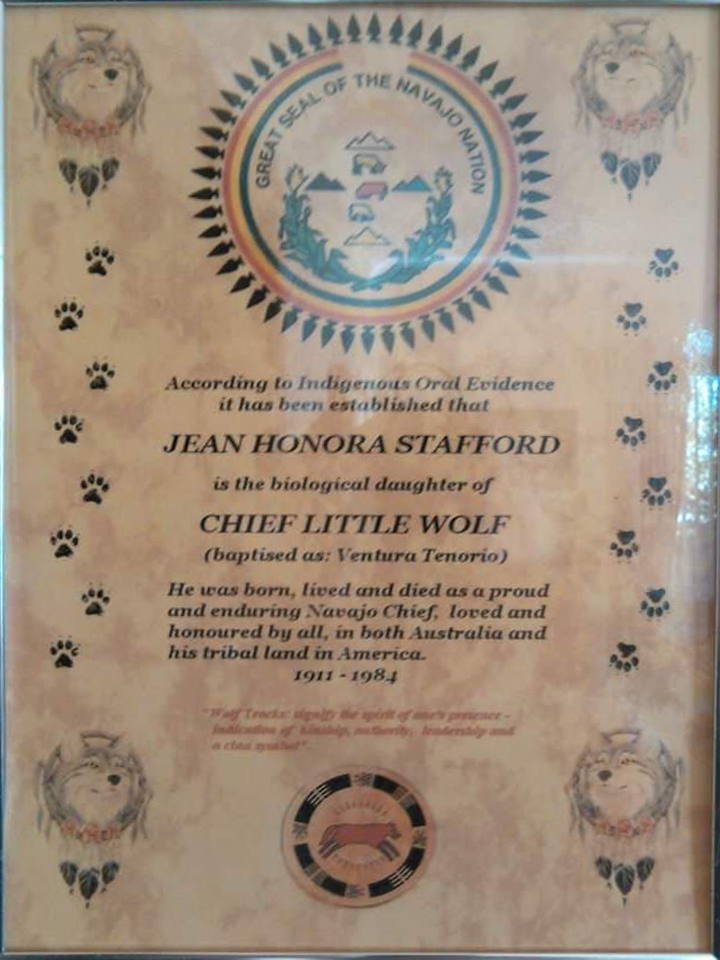 GREAT SEAL OF THE NAVAJO NATION
According to Indigenous Oral Evidence
it has been established that
JEAN HONORA STAFFORD
is the biological daughter of
CHIEF LITTLE WOLF
(baptised as: Ventura Tenorio)
He was born, lived and died as a proud
and enduring Navajo Chief, loved and
honoured by all, in both Australia and
his tribal land in America.
1911 - 1984
"Wolf Tracks: signify the spirit of one's presence -
indication of kinship, authority, leadership and
a clan symbol".